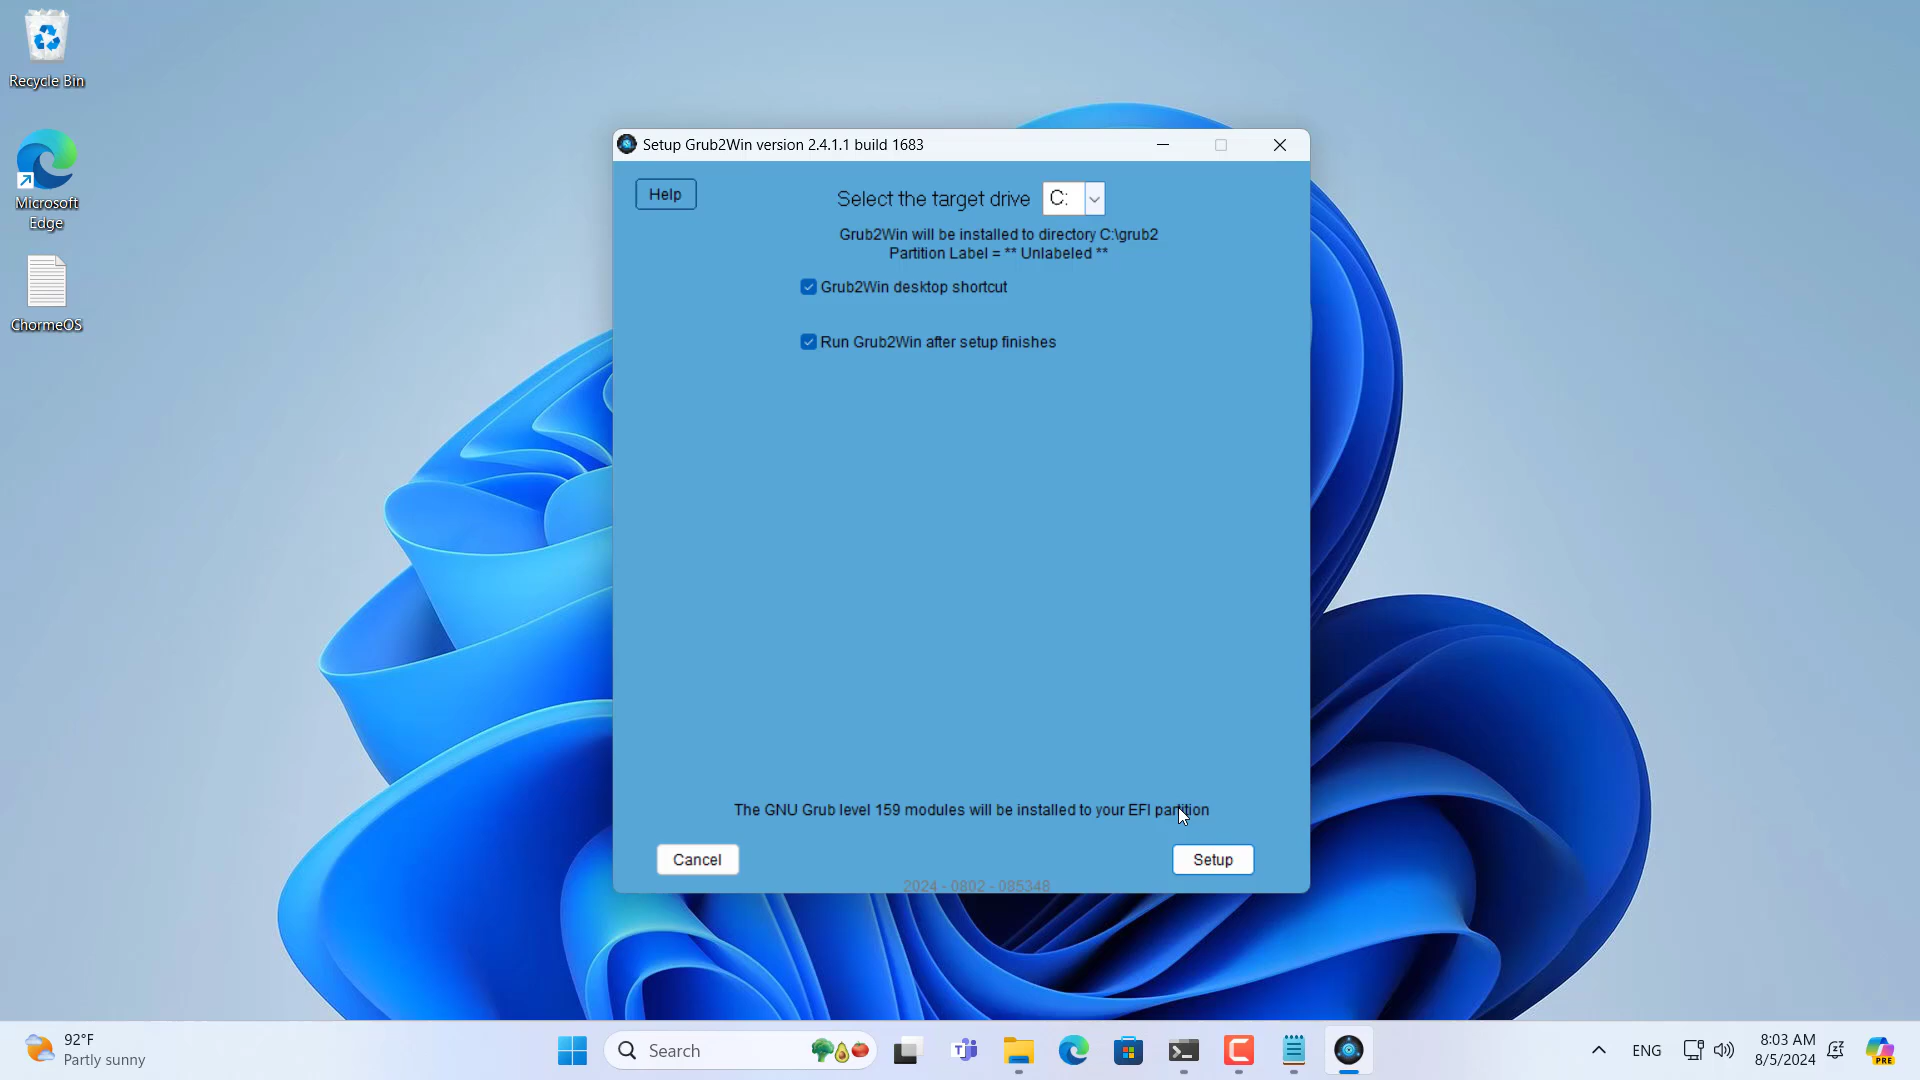 Recycle Bin
Microsoft
Edge
ChormeOS
Setup Grub2Win version 2.4.1.1 build 1683
Help
Select the target drive C:
Grub2Win will be installed to directory C:\grub2
Partition Label = ** Unlabeled **
Grub2Win desktop shortcut
Run Grub2Win after setup finishes
The GNU Grub level 159 modules will be installed to your EFI partition
Cancel
Setup
2024 - 0802 - 085348
92°F
Partly sunny
Search
ENG
8:03 AM
8/5/2024
PRE